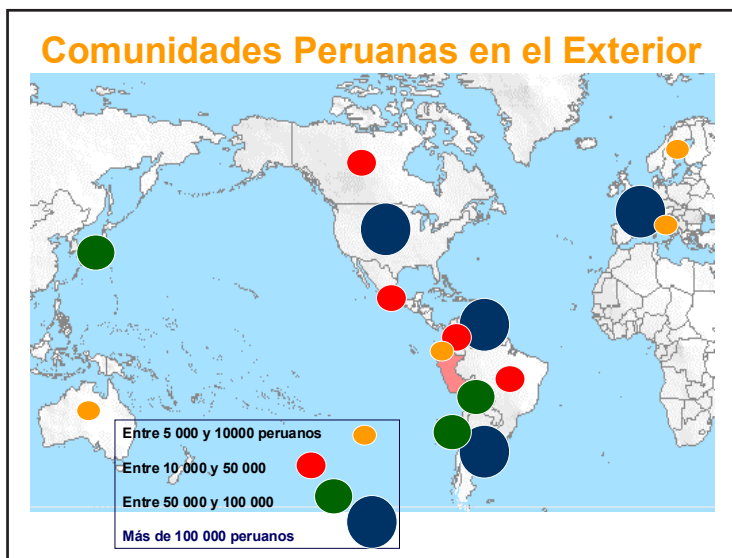 Comunidades Peruanas en el Exterior
Entre 5 000 y 10000 peruanos
Entre 10 000 y 50 000
Entre 50 000 y 100 000
Más de 100 000 peruanos